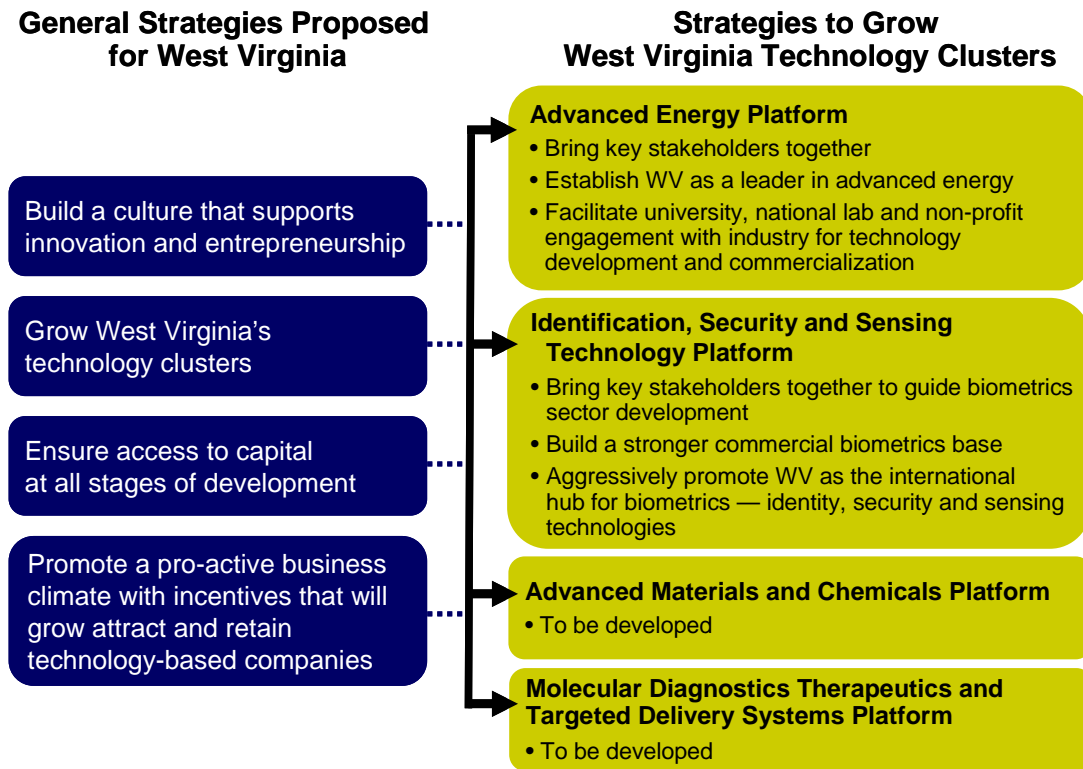 General Strategies Proposed
for West Virginia
Build a culture that supports
innovation and entrepreneurship
Grow West Virginia's
technology clusters
Ensure access to capital
at all stages of development
Promote a pro-active business
climate with incentives that will
grow attract and retain
technology-based companies
Strategies to Grow
West Virginia Technology Clusters
Advanced Energy Platform
• Bring key stakeholders together
• Establish WV as a leader in advanced energy
• Facilitate university, national lab and non-profit
engagement with industry for technology
development and commercialization
Identification, Security and Sensing
Technology Platform
• Bring key stakeholders together to guide biometrics
sector development
• Build a stronger commercial biometrics base
• Aggressively promote WV as the international
hub for biometrics — identity, security and sensing
technologies
Advanced Materials and Chemicals Platform
• To be developed
Molecular Diagnostics Therapeutics and
Targeted Delivery Systems Platform
• To be developed